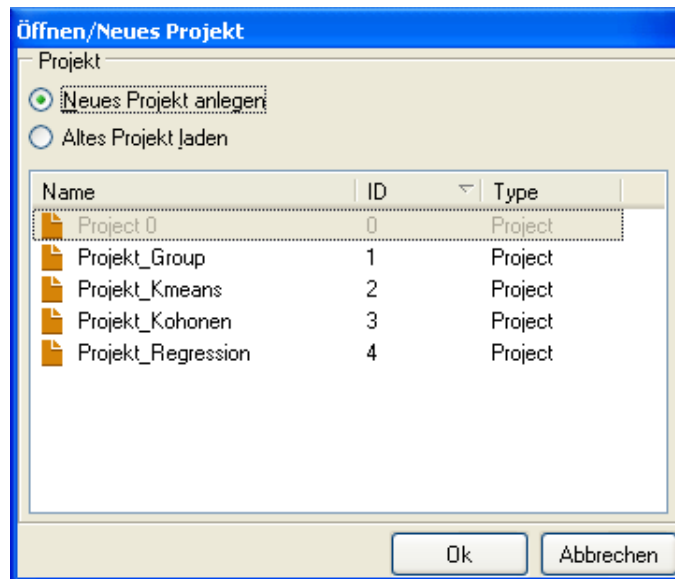 Öffnen/Neues Projekt
Projekt
Neues Projekt anlegen
Altes Projekt laden
Name ID Type
Project 0 0 Project
Projekt_Group 1 Project
Projekt_Kmeans 2 Project
Projekt_Kohonen 3 Project
Projekt_Regression 4 Project
Ok Abbrechen